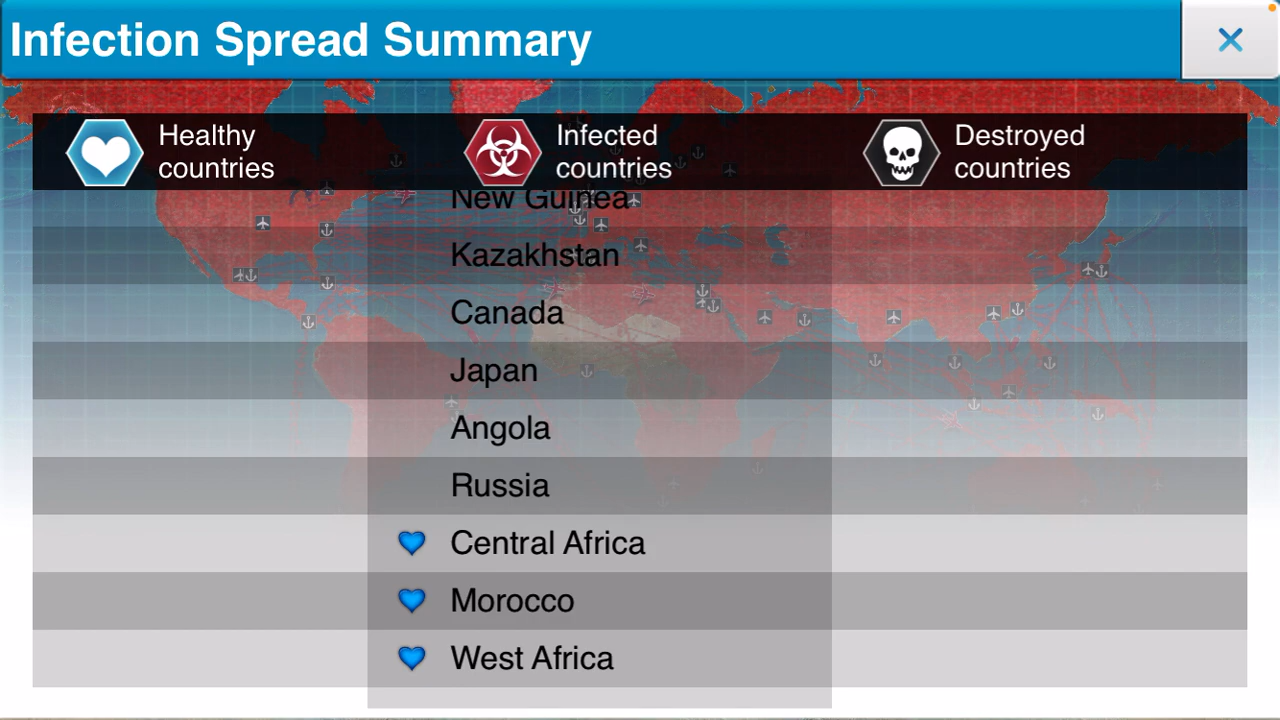 Infection Spread Summary
Healthy
countries
Infected
countries
Destroyed
countries
New Guinea
Kazakhstan
Canada
Japan
Angola
Russia
Central Africa
Morocco
West Africa